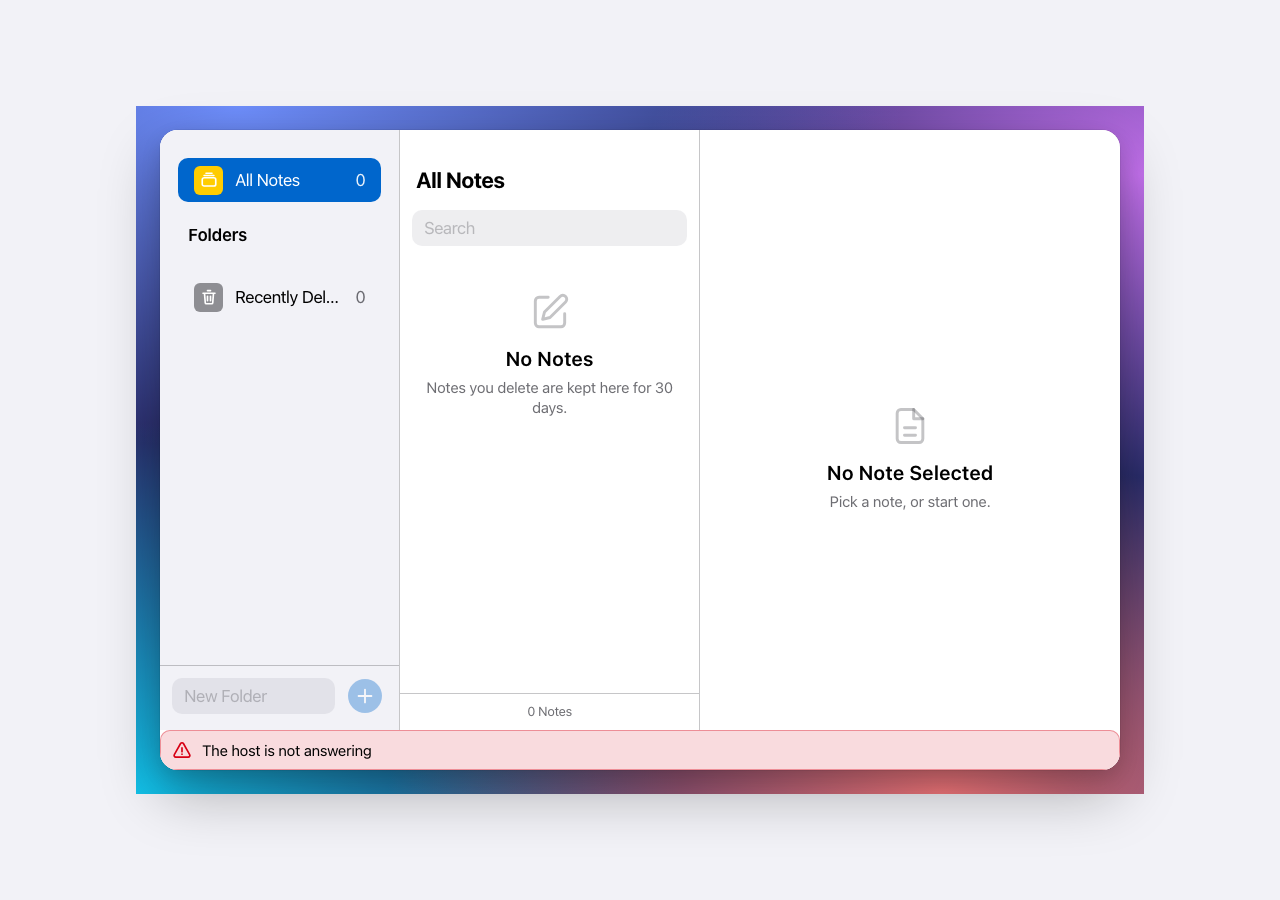 All Notes 0
Folders
Recently Del... 0
New Folder
All Notes
Search
No Notes
Notes you delete are kept here for 30
days.
0 Notes
No Note Selected
Pick a note, or start one.
The host is not answering